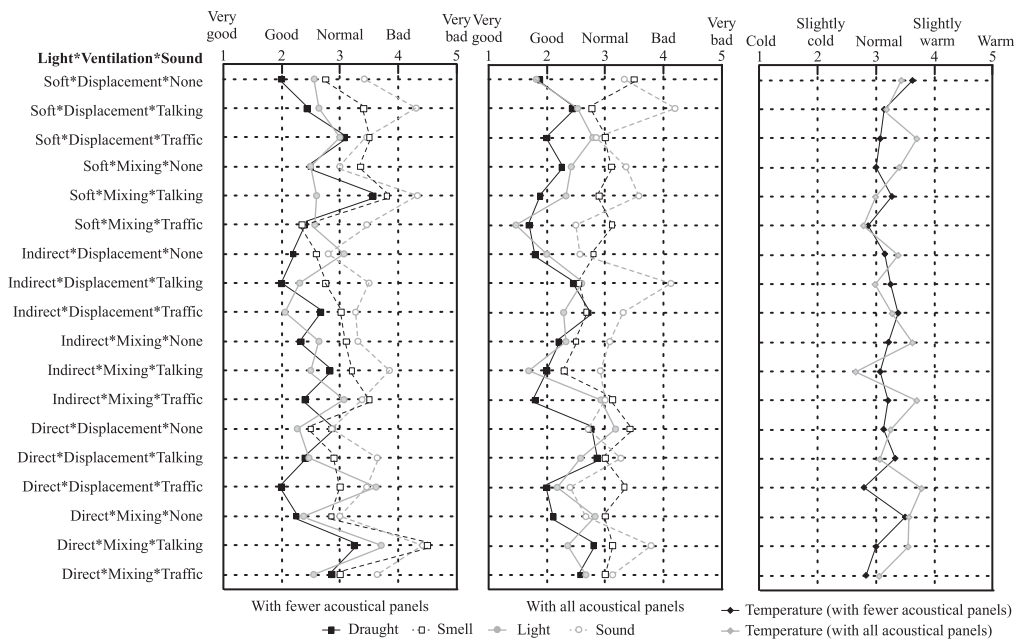 Very good Very bad Very good Very bad Slightly cold Slightly warm
Good Normal Bad Good Normal Bad Cold Normal Warm
Light*Ventilation*Sound 1 2 3 4 5 1 2 3 4 5 1 2 3 4 5
Soft*Displacement*None
Soft*Displacement*Talking
Soft*Displacement*Traffic
Soft*Mixing*None
Soft*Mixing*Talking
Soft*Mixing*Traffic
Indirect*Displacement*None
Indirect*Displacement*Talking
Indirect*Displacement*Traffic
Indirect*Mixing*None
Indirect*Mixing*Talking
Indirect*Mixing*Traffic
Direct*Displacement*None
Direct*Displacement*Talking
Direct*Displacement*Traffic
Direct*Mixing*None
Direct*Mixing*Talking
Direct*Mixing*Traffic
With fewer acoustical panels With all acoustical panels Temperature (with fewer acoustical panels)
Draught Smell Light Sound Temperature (with all acoustical panels)